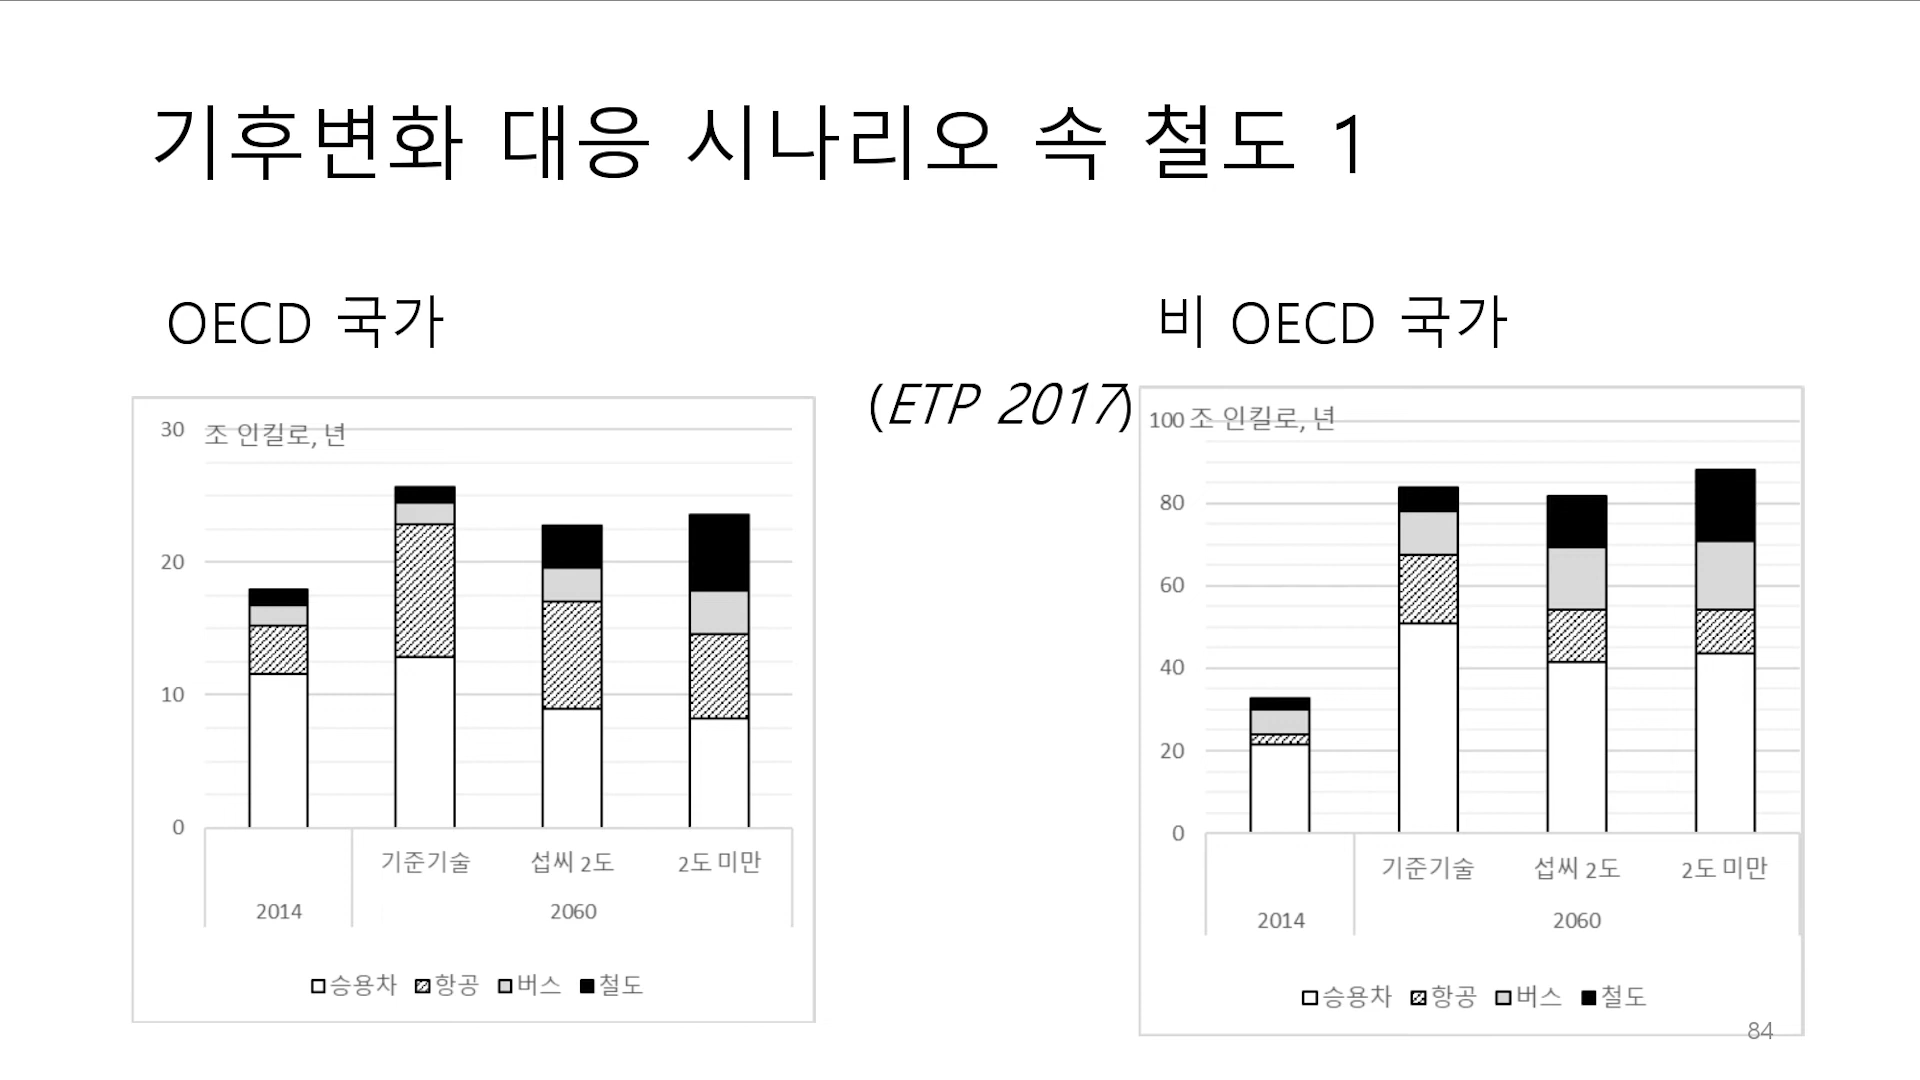 기후변화 대응 시나리오 속 철도 1
OECD 국가
비 OECD 국가
(ETP 2017)
30 조 인킬로, 년
20
10
0
기준기술 섭씨 2도 2도 미만
2014 2060
승용차 항공 버스 철도
100 조 인킬로, 년
80
60
40
20
0
기준기술 섭씨 2도 2도 미만
2014 2060
승용차 항공 버스 철도
84